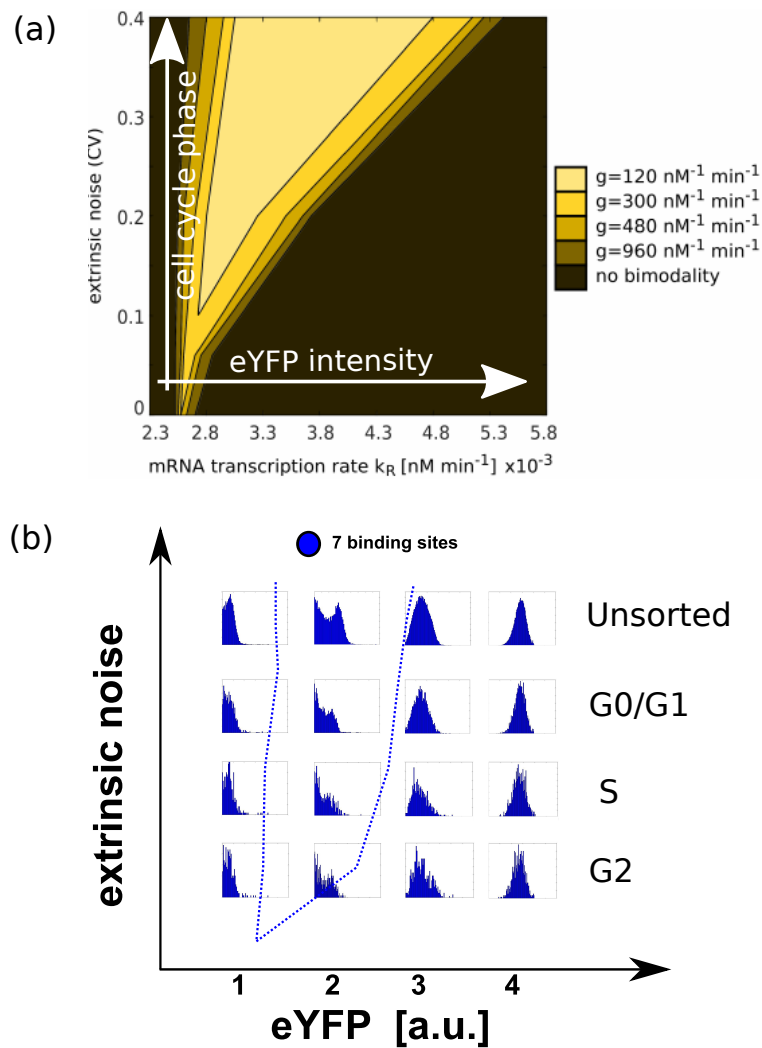 (a)
0.4
0.3
0.2
0.1
0
extrinsic noise (CV)
cell cycle phase
eYFP intensity
2.3 2.8 3.3 3.8 4.3 4.8 5.3 5.8
mRNA transcription rate kR [nM min-1] x10-3
g=120 nM-1 min-1
g=300 nM-1 min-1
g=480 nM-1 min-1
g=960 nM-1 min-1
no bimodality
(b)
7 binding sites
extrinsic noise
Unsorted
G0/G1
S
G2
1 2 3 4
eYFP [a.u.]